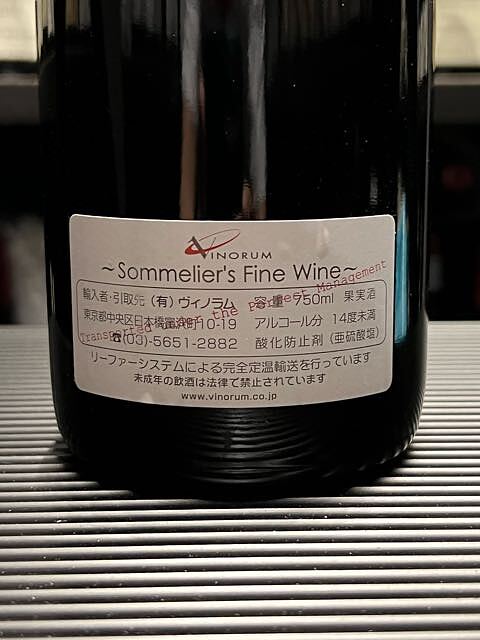 VINORUM
～Sommelier's Fine Wine～
輸入者・引取先 (有) ヴィノラム
東京都中央区日本橋富沢町10-19
☎(03)-5651-2882
容量 750ml 果実酒
アルコール分 14度未満
酸化防止剤 (亜硫酸塩)
Transported under the perfect Management
リーファーシステムによる完全定温輸送を行っています
未成年の飲酒は法律で禁止されています
www.vinorum.co.jp